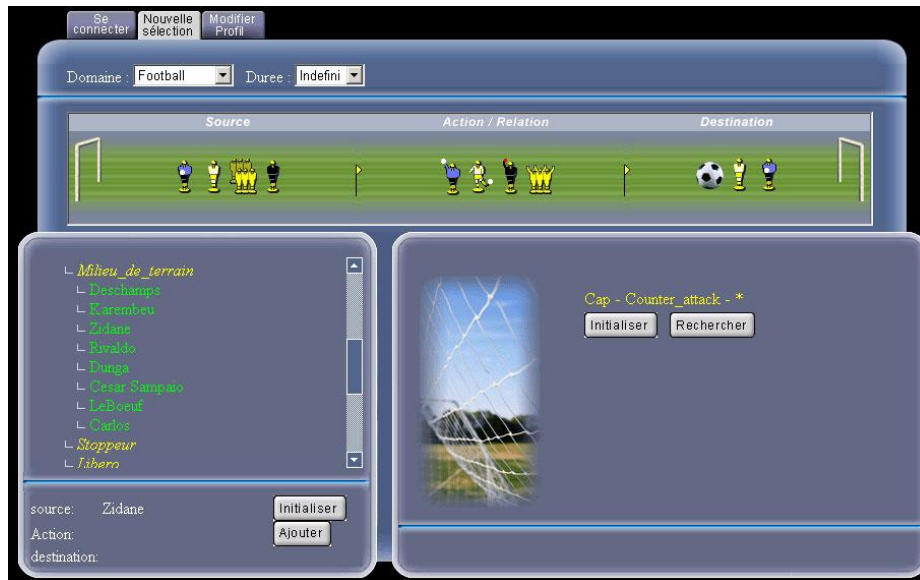 Se connecter
Nouvelle sélection
Modifier Profil
Domaine : Football Duree : Indefini
Source Action / Relation Destination
Milieu_de_terrain
Deschamps
Karembeu
Zidane
Rivaldo
Dunga
Cesar Sampaio
LeBoeuf
Carlos
Stoppeur
Libero
source: Zidane Initialiser
Action: Ajouter
destination:
Cap - Counter_attack - *
Initialiser Rechercher